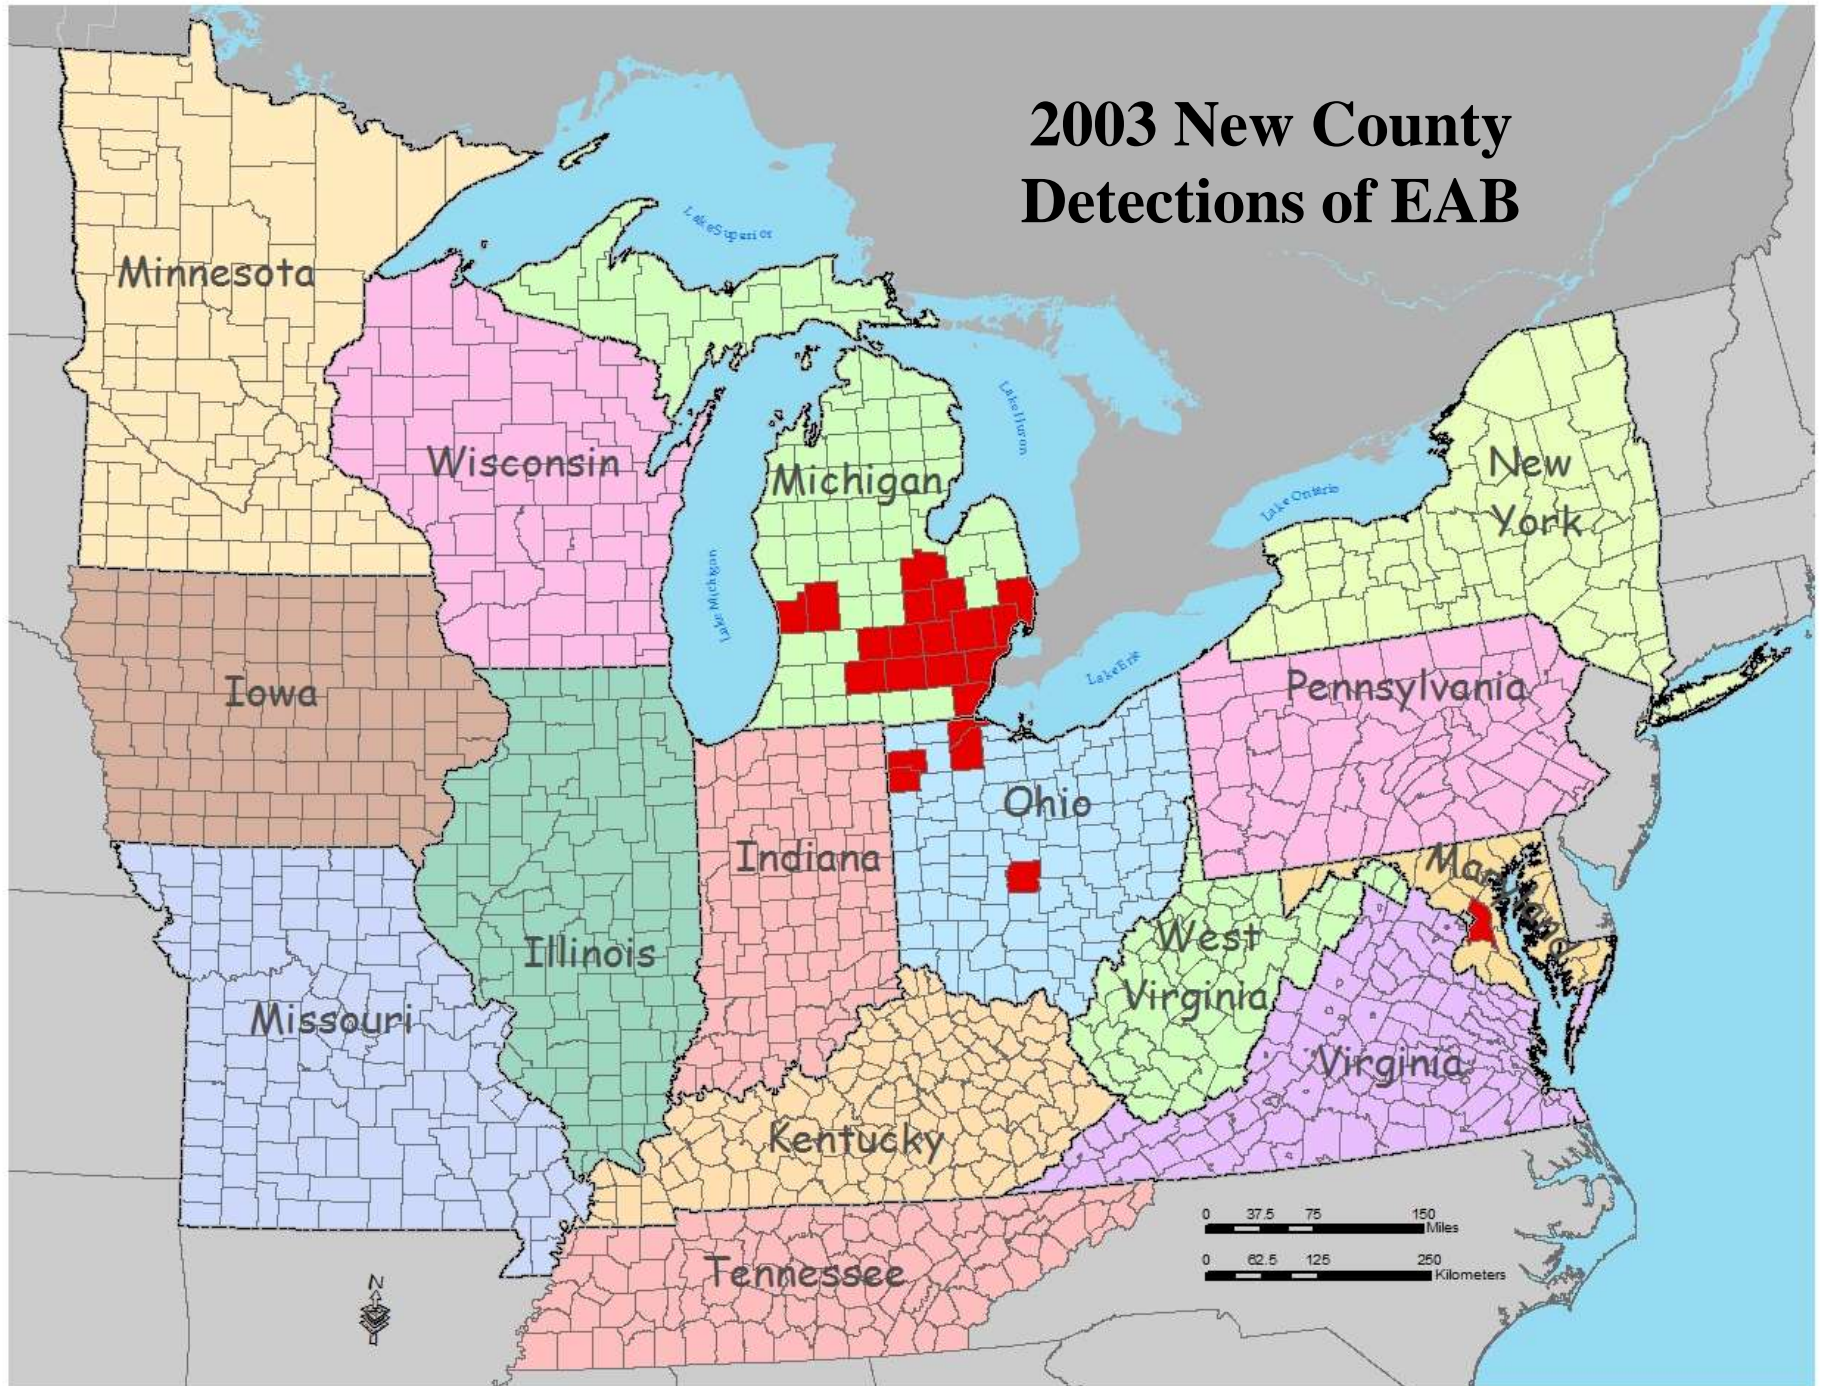 2003 New County
Detections of EAB
Lake Superior
Minnesota
Lake Huron
Wisconsin
Michigan
New
York
Lake Ontario
Lake Michigan
Lake Erie
Iowa
Pennsylvania
Ohio
Indiana
Maryland
Illinois
West
Virginia
Missouri
Virginia
Kentucky
Tennessee
0 37.5 75 150
Miles
0 62.5 125 250
Kilometers
N